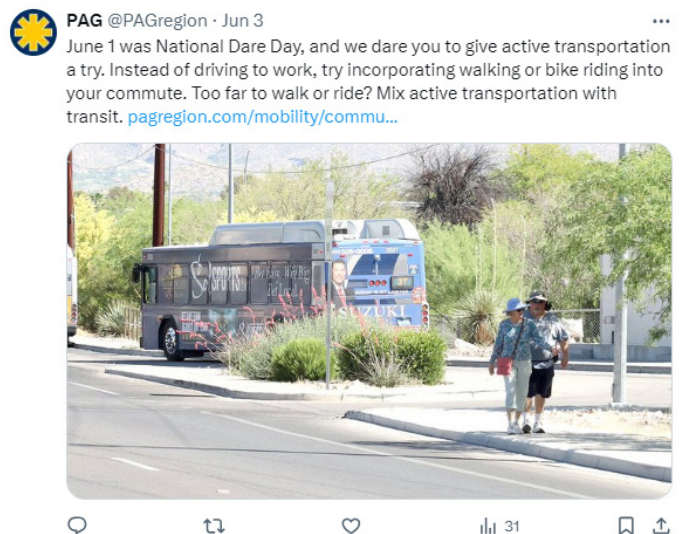 PAG @PAGregion · Jun 3
June 1 was National Dare Day, and we dare you to give active transportation
a try. Instead of driving to work, try incorporating walking or bike riding into
your commute. Too far to walk or ride? Mix active transportation with
transit. pagregion.com/mobility/commu...
SPORTS
37
SUZUKI
31